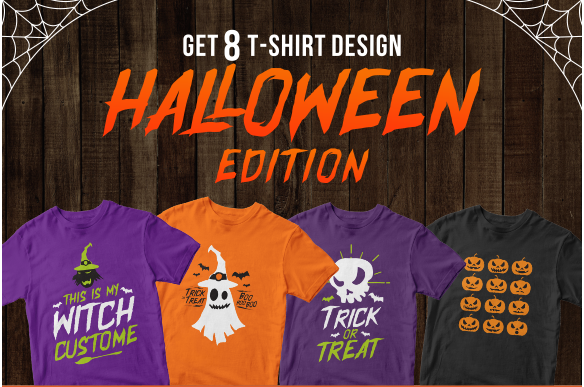 GET 8 T-SHIRT DESIGN
HALLOWEEN
EDITION
THIS IS MY
WITCH
CUSTOME
TRICK
OR TREAT
BOO
BOO BOO
TRICK
OR
TREAT